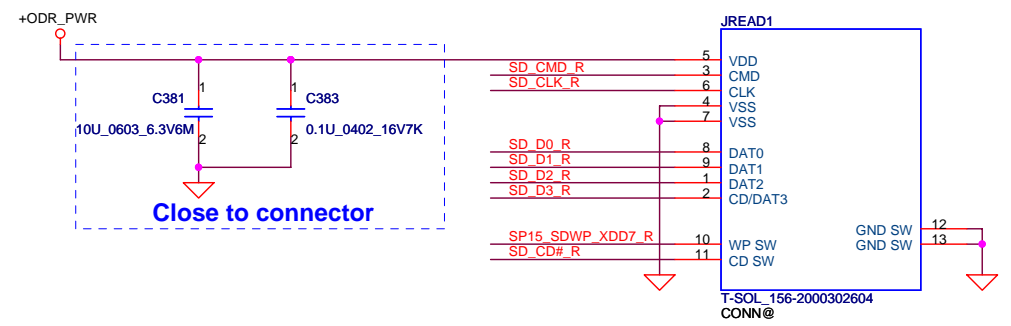 +ODR_PWR
JREAD1
5 VDD
SD_CMD_R 3 CMD
SD_CLK_R 6 CLK
4 VSS
7 VSS
1 1
C381 C383
10U_0603_6.3V6M 0.1U_0402_16V7K
2 2
SD_D0_R 8 DAT0
SD_D1_R 9 DAT1
SD_D2_R 1 DAT2
SD_D3_R 2 CD/DAT3
Close to connector
GND SW 12
SP15_SDWP_XDD7_R 10 WP SW GND SW 13
SD_CD#_R 11 CD SW
T-SOL_156-2000302604
CONN@